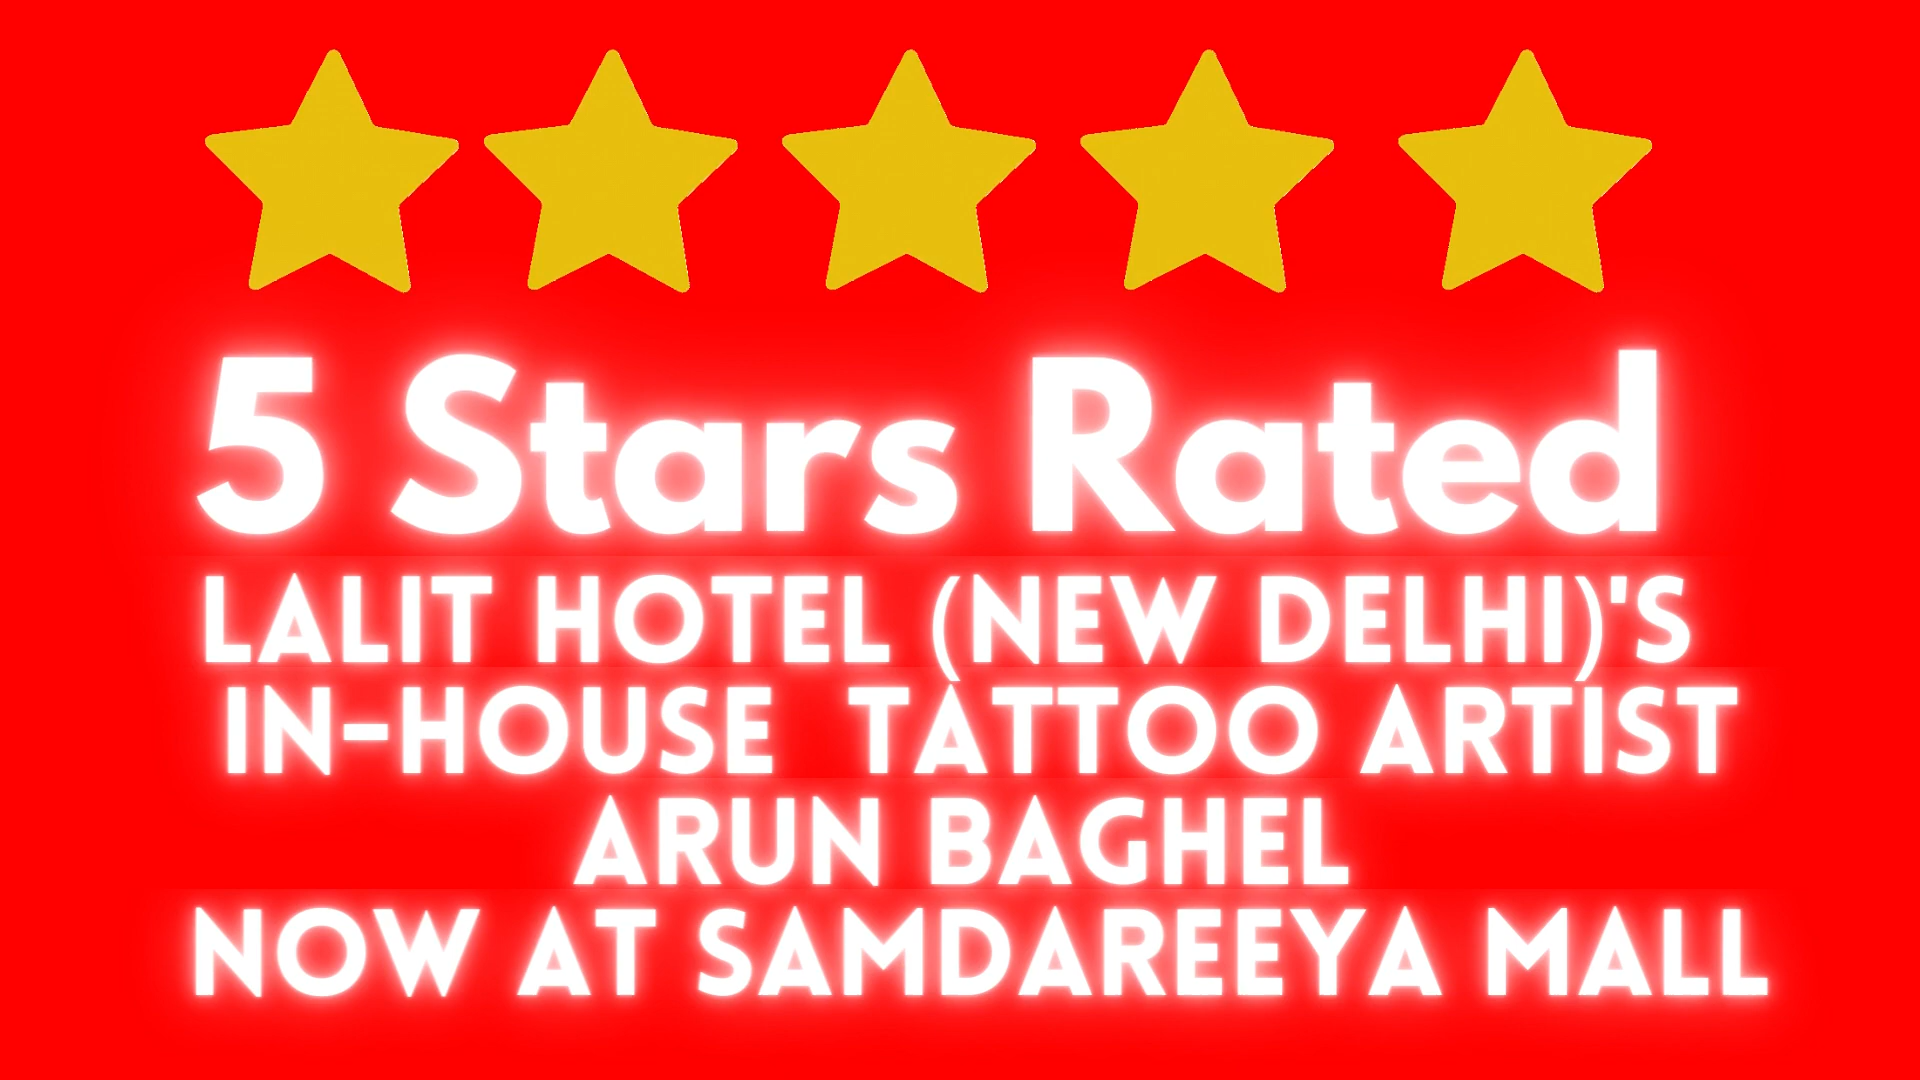 5 Stars Rated
LALIT HOTEL (NEW DELHI)'S
IN-HOUSE TATTOO ARTIST
ARUN BAGHEL
NOW AT SAMDAREEYA MALL